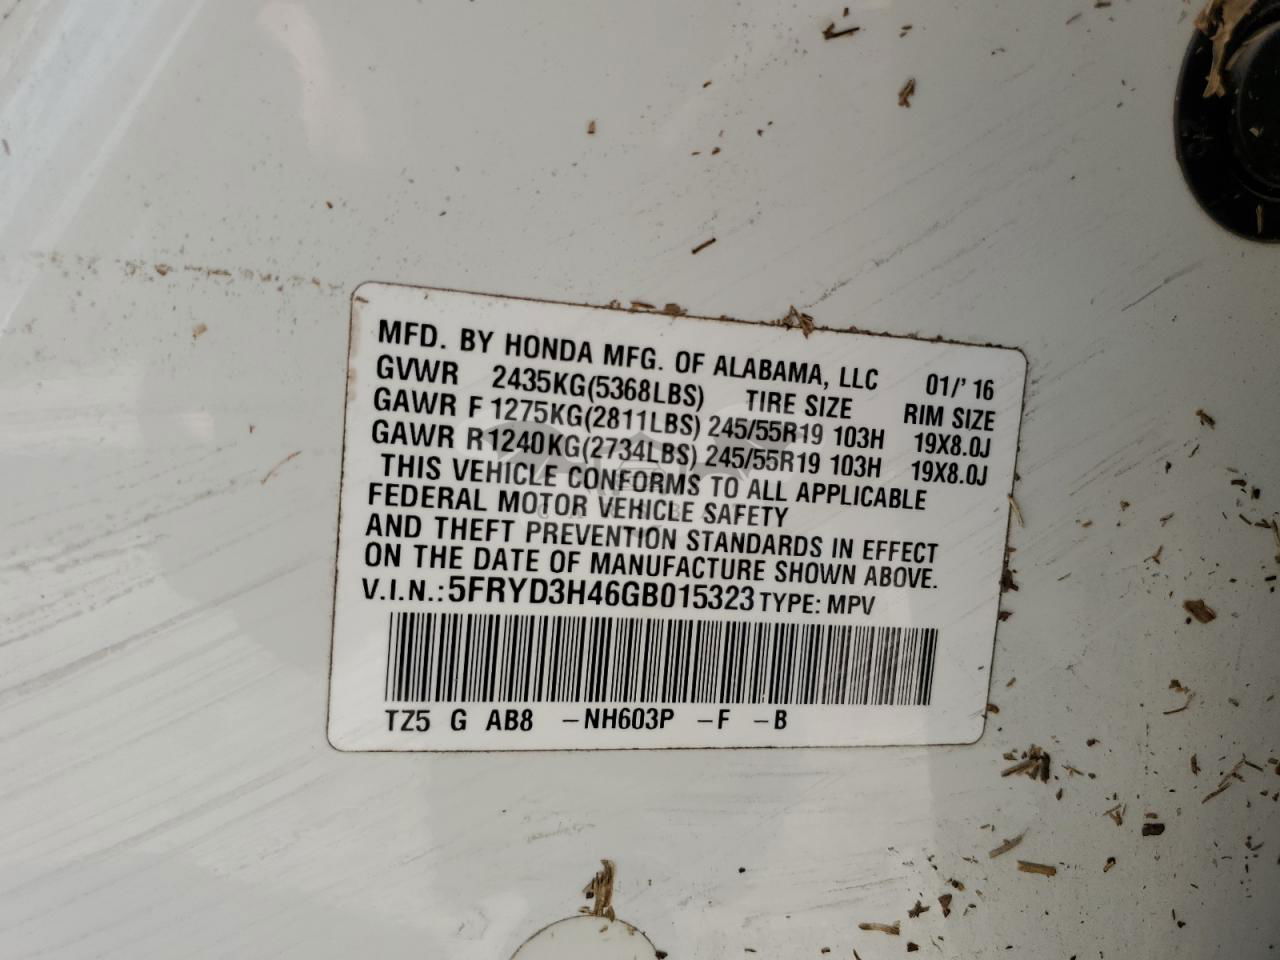 MFD. BY HONDA MFG. OF ALABAMA, LLC 01/'16
GVWR 2435KG(5368LBS) TIRE SIZE RIM SIZE
GAWR F 1275KG(2811LBS) 245/55R19 103H 19X8.0J
GAWR R 1240KG(2734LBS) 245/55R19 103H 19X8.0J
THIS VEHICLE CONFORMS TO ALL APPLICABLE
FEDERAL MOTOR VEHICLE SAFETY
AND THEFT PREVENTION STANDARDS IN EFFECT
ON THE DATE OF MANUFACTURE SHOWN ABOVE.
V.I.N.: 5FRYD3H46GB015323 TYPE: MPV
TZ5 G AB8 –NH603P –F –B